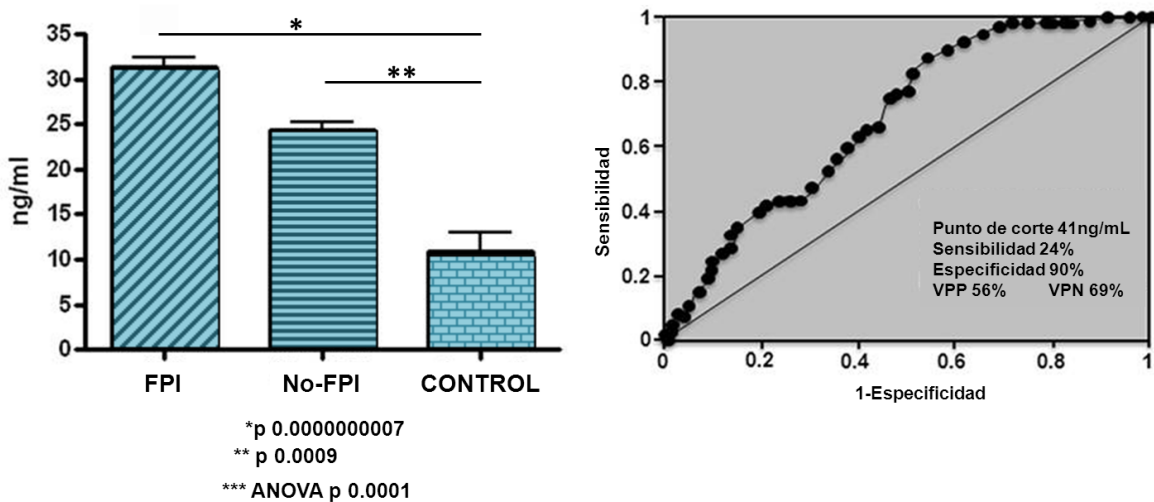 *
**
35
30
25
20
15
10
5
0
ng/ml
FPI No-FPI CONTROL
*p 0.0000000007
** p 0.0009
*** ANOVA p 0.0001
1
0.8
0.6
0.4
0.2
0
Sensibilidad
Punto de corte 41ng/mL
Sensibilidad 24%
Especificidad 90%
VPP 56% VPN 69%
0 0.2 0.4 0.6 0.8 1
1-Especificidad